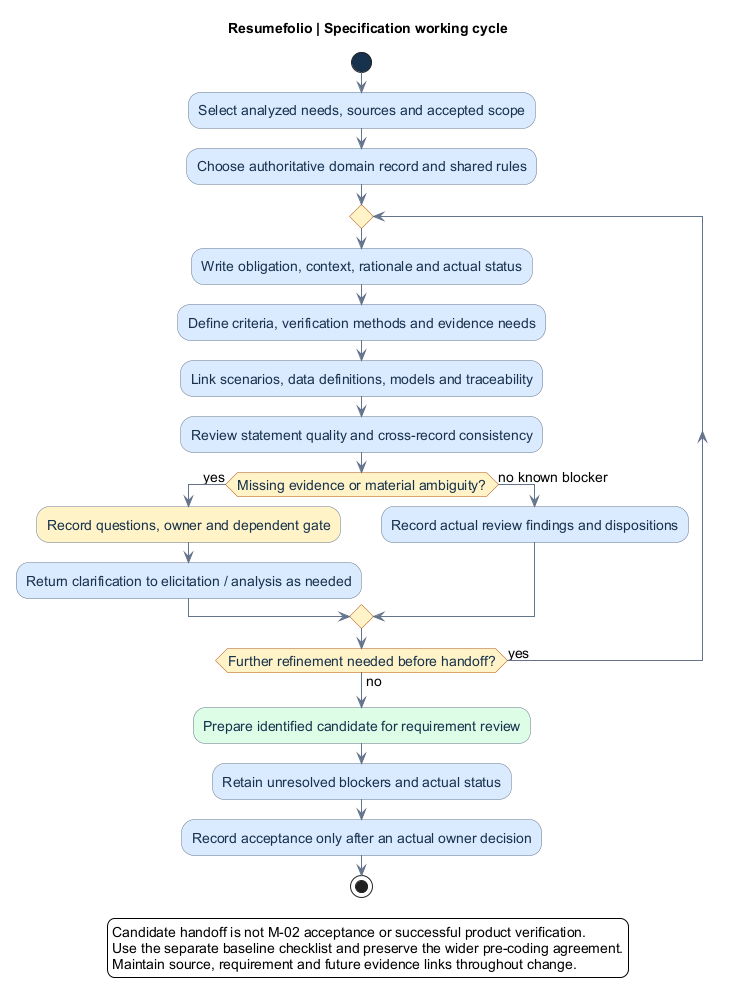 Resumefolio | Specification working cycle
Select analyzed needs, sources and accepted scope
Choose authoritative domain record and shared rules
Write obligation, context, rationale and actual status
Define criteria, verification methods and evidence needs
Link scenarios, data definitions, models and traceability
Review statement quality and cross-record consistency
yes
Missing evidence or material ambiguity?
no known blocker
Record questions, owner and dependent gate
Record actual review findings and dispositions
Return clarification to elicitation / analysis as needed
Further refinement needed before handoff?
yes
no
Prepare identified candidate for requirement review
Retain unresolved blockers and actual status
Record acceptance only after an actual owner decision
Candidate handoff is not M-02 acceptance or successful product verification.
Use the separate baseline checklist and preserve the wider pre-coding agreement.
Maintain source, requirement and future evidence links throughout change.